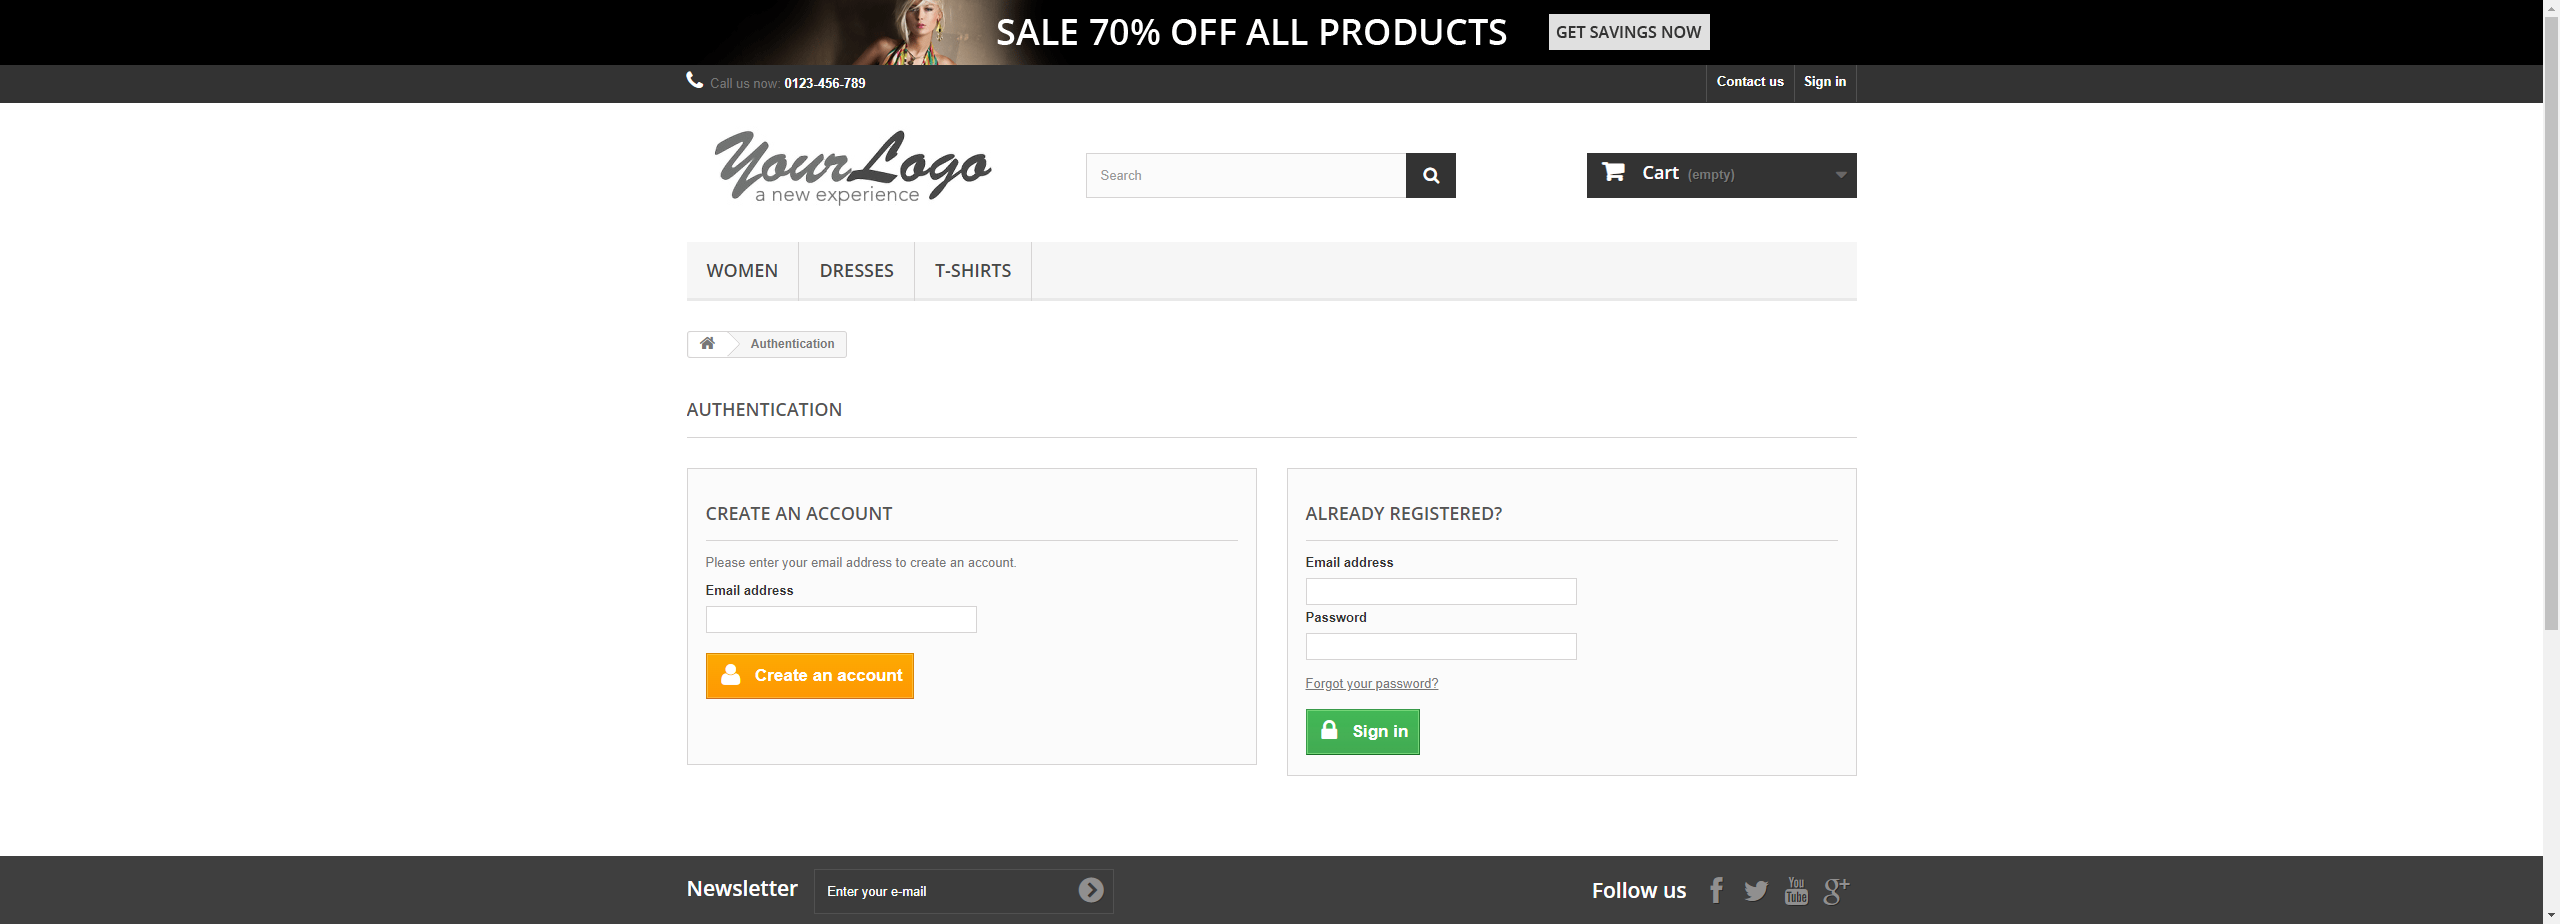 SALE 70% OFF ALL PRODUCTS GET SAVINGS NOW
Call us now: 0123-456-789 Contact us Sign in
Your Logo
a new experience
Search
Cart (empty)
WOMEN DRESSES T-SHIRTS
Authentication
AUTHENTICATION
CREATE AN ACCOUNT
Please enter your email address to create an account.
Email address
Create an account
ALREADY REGISTERED?
Email address
Password
Forgot your password?
Sign in
Newsletter Enter your e-mail
Follow us You Tube g+